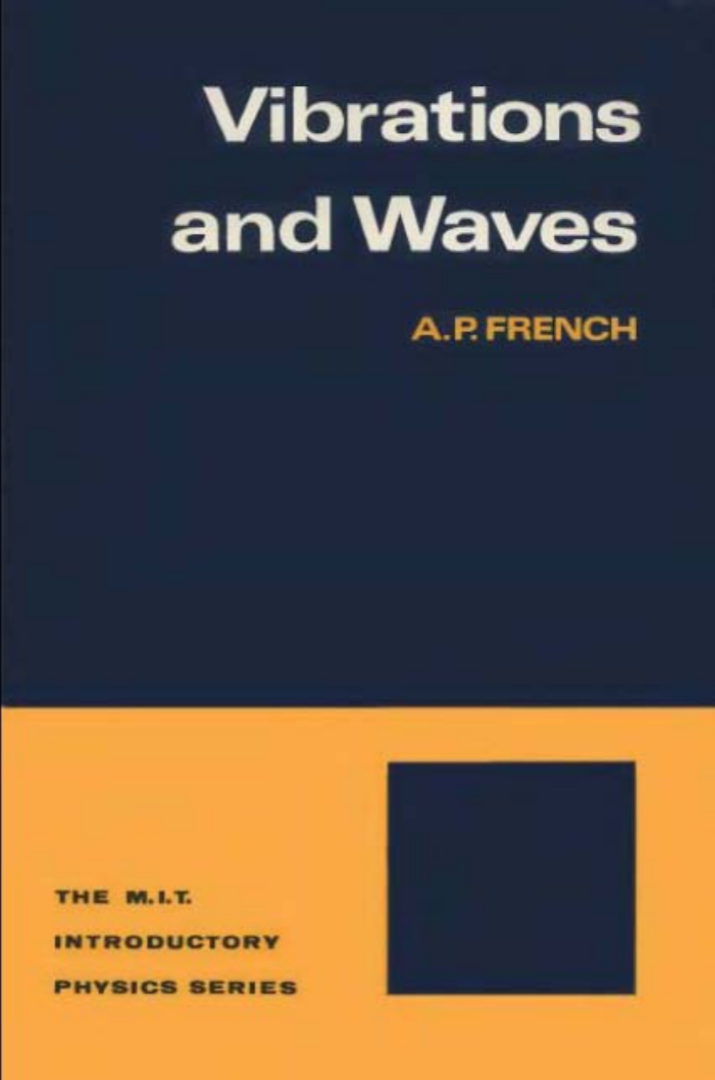 Vibrations
and Waves
A.P. FRENCH
THE M.I.T.
INTRODUCTORY
PHYSICS SERIES